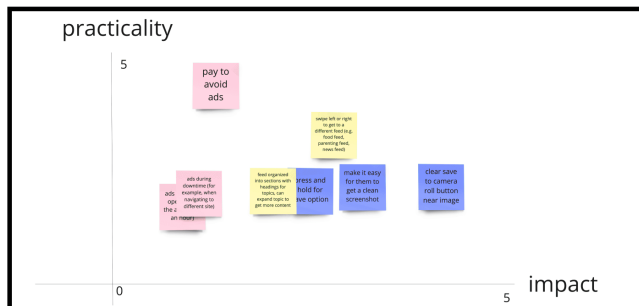 practicality
5
pay to
avoid
ads
swipe left or right
to get to a
different feed (e.g.
food feed,
parenting feed,
news feed)
ads
ope
the a
an hour)
ads during
downtime (for
example, when
navigating to
different site)
feed organized
into sections with
headings for
topics, can
expand topic to
get more content
press and
hold for
ave option
make it easy
for them to
get a clean
screenshot
clear save
to camera
roll button
near image
0
5
impact